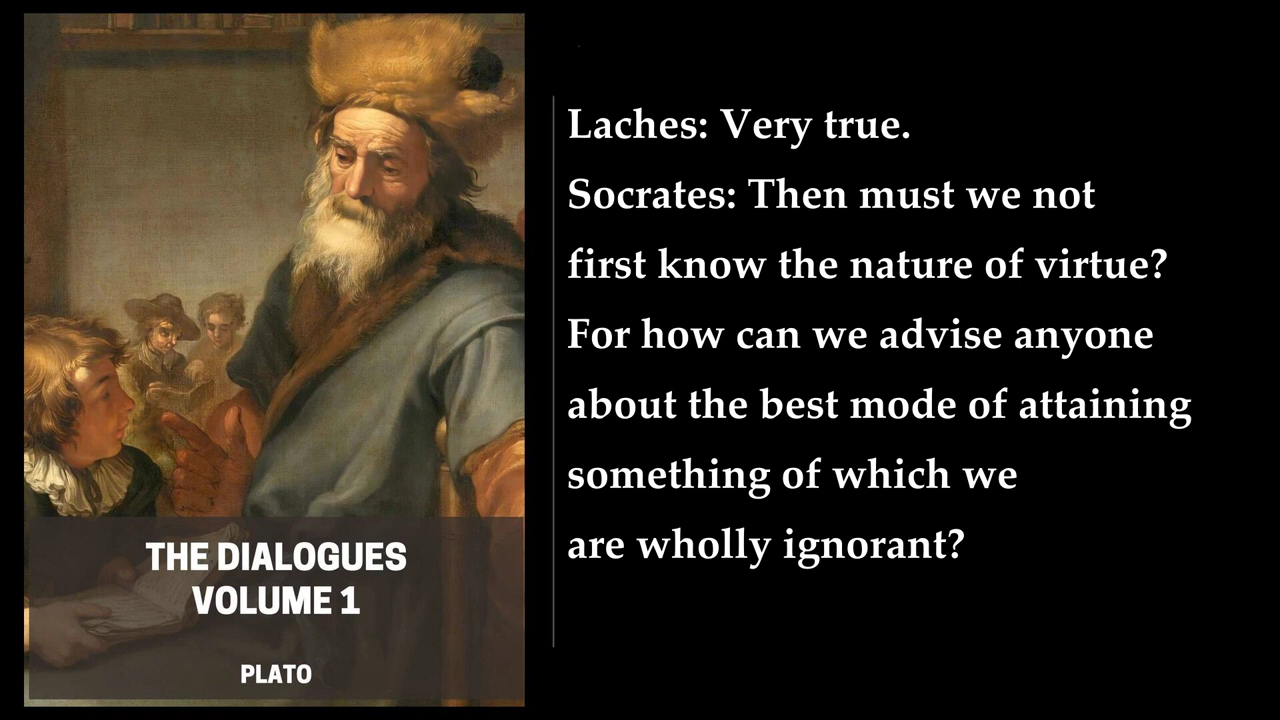 Laches: Very true.
Socrates: Then must we not
first know the nature of virtue?
For how can we advise anyone
about the best mode of attaining
something of which we
are wholly ignorant?
THE DIALOGUES
VOLUME 1
PLATO